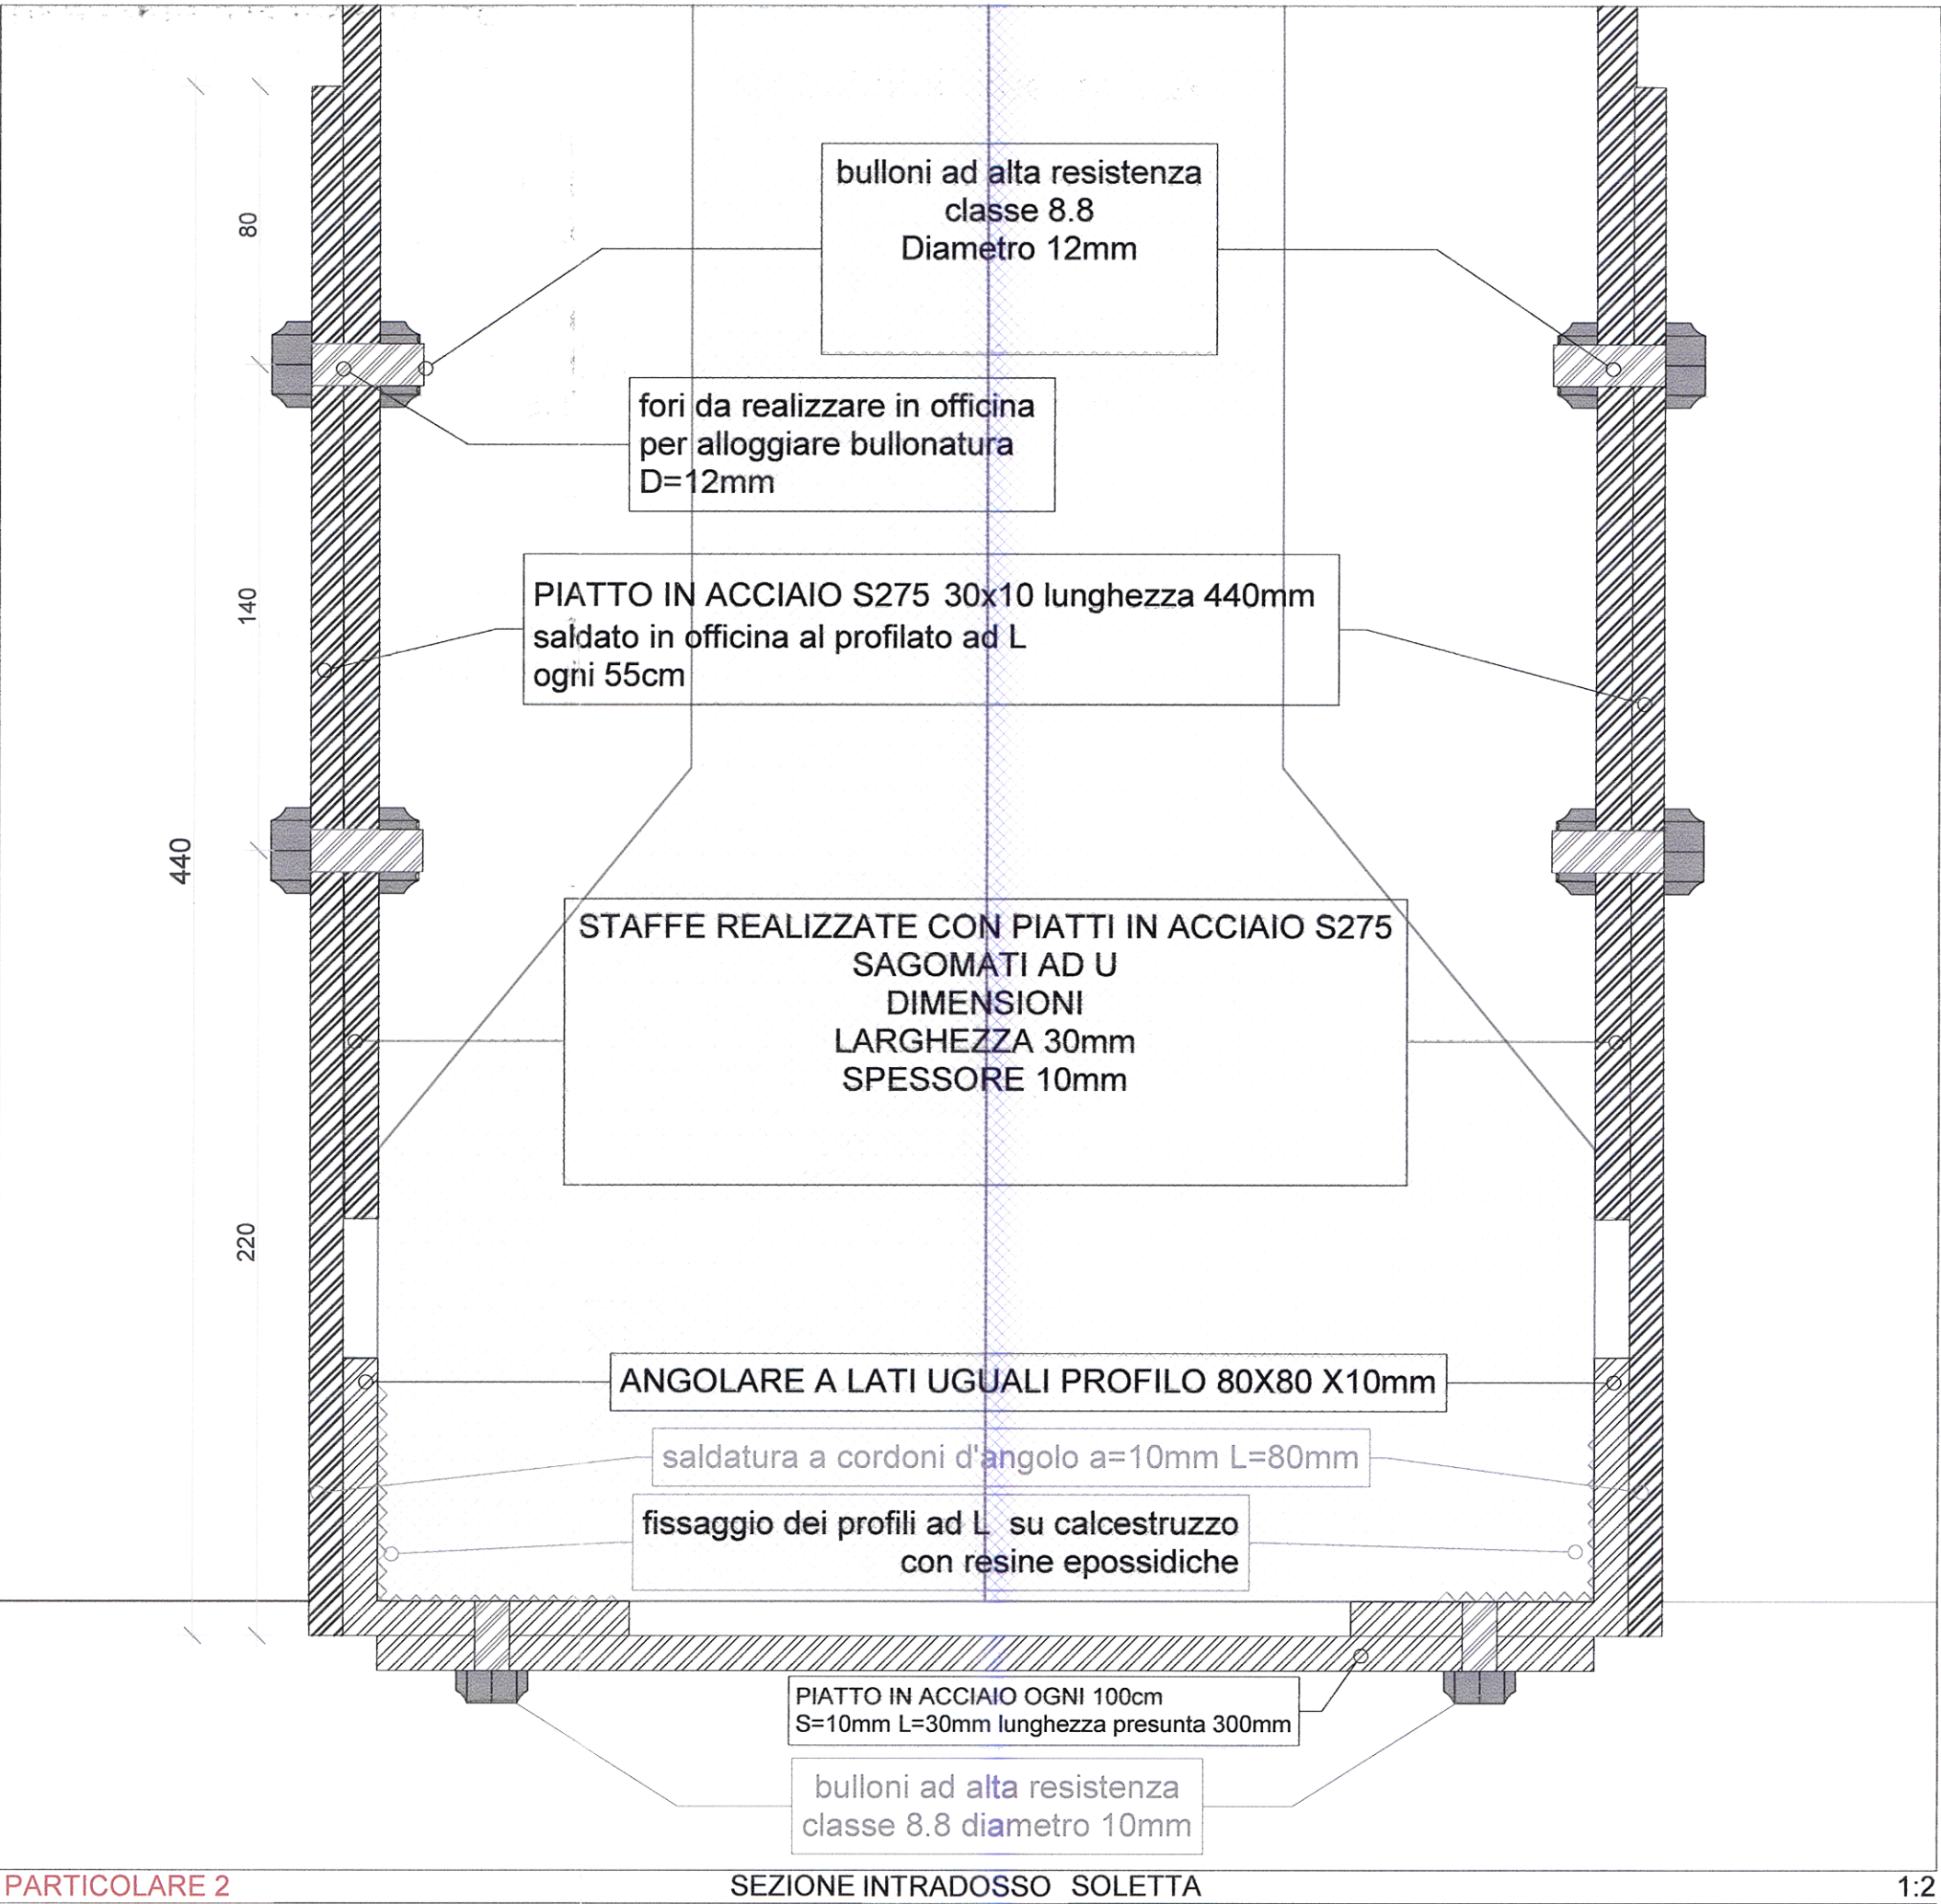 bulloni ad alta resistenza
classe 8.8
Diametro 12mm
80
fori da realizzare in officina
per alloggiare bullonatura
D=12mm
PIATTO IN ACCIAIO S275 30x10 lunghezza 440mm
saldato in officina al profilato ad L
ogni 55cm
140
440
STAFFE REALIZZATE CON PIATTI IN ACCIAIO S275
SAGOMATI AD U
DIMENSIONI
LARGHEZZA 30mm
SPESSORE 10mm
220
ANGOLARE A LATI UGUALI PROFILO 80X80 X10mm
saldatura a cordoni d'angolo a=10mm L=80mm
fissaggio dei profili ad L su calcestruzzo
con resine epossidiche
PIATTO IN ACCIAIO OGNI 100cm
S=10mm L=30mm lunghezza presunta 300mm
bulloni ad alta resistenza
classe 8.8 diametro 10mm
PARTICOLARE 2
SEZIONE INTRADOSSO SOLETTA
1:2